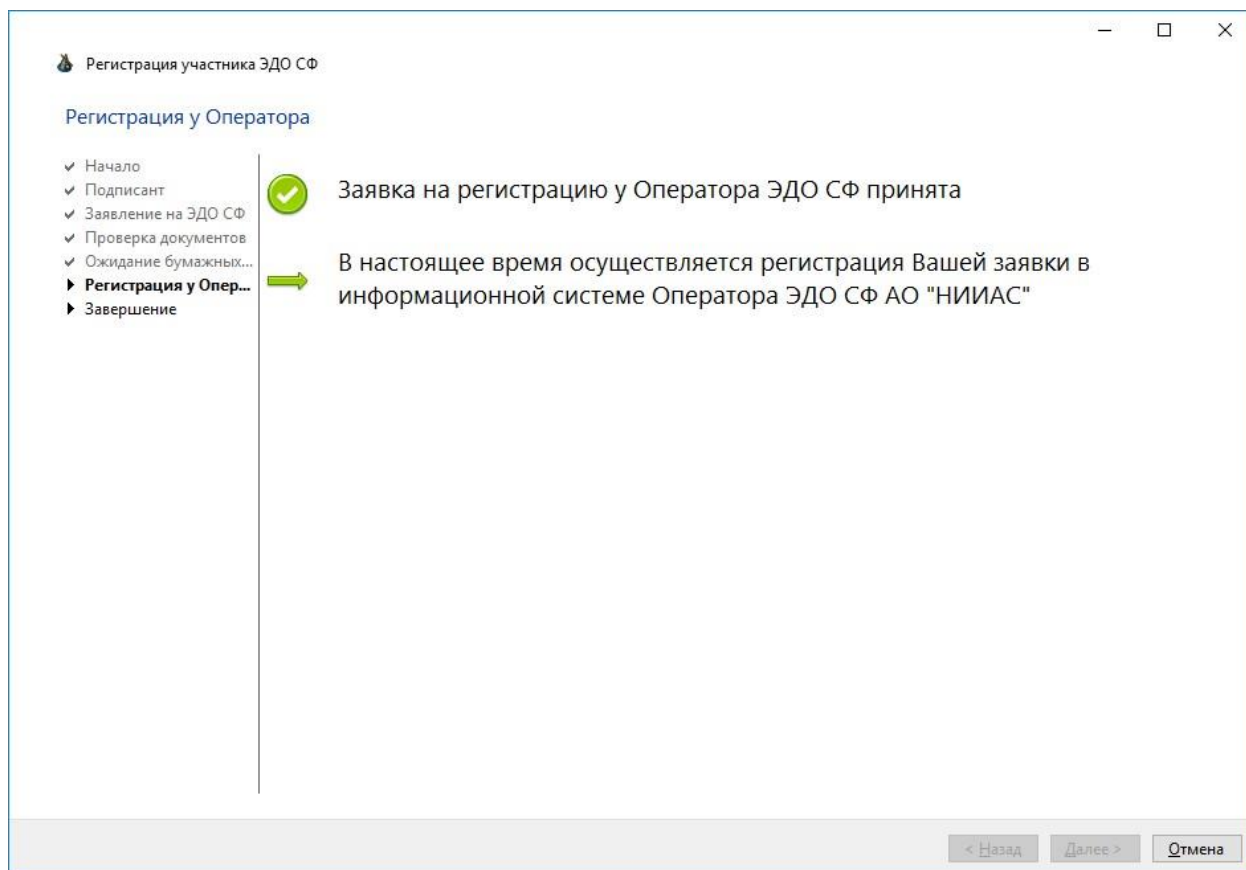 Регистрация участника ЭДО СФ
Регистрация у Оператора
Начало
Подписант
Заявление на ЭДО СФ
Проверка документов
Ожидание бумажных...
Регистрация у Опер...
Завершение
Заявка на регистрацию у Оператора ЭДО СФ принята
В настоящее время осуществляется регистрация Вашей заявки в
информационной системе Оператора ЭДО СФ АО "НИИАС"
< Назад Далее > Отмена